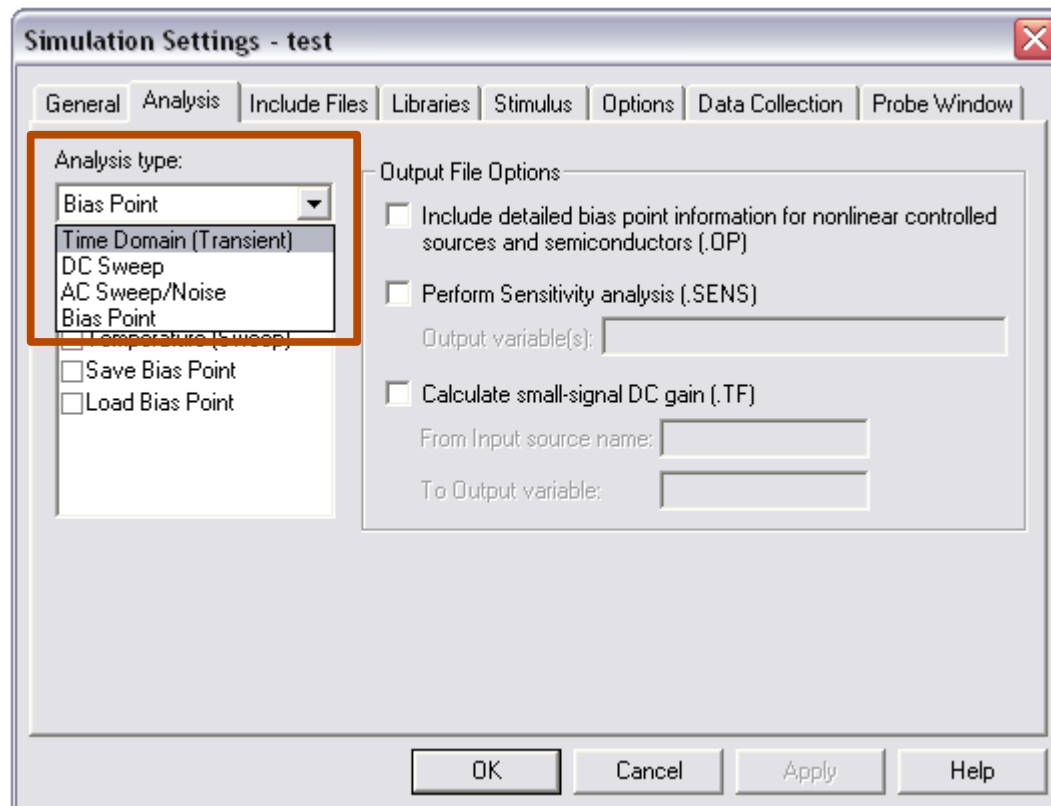 Simulation Settings - test
General Analysis Include Files Libraries Stimulus Options Data Collection Probe Window
Analysis type:
Bias Point
Time Domain (Transient)
DC Sweep
AC Sweep/Noise
Bias Point
Temperature (Sweep)
Save Bias Point
Load Bias Point
Output File Options
Include detailed bias point information for nonlinear controlled
sources and semiconductors (.OP)
Perform Sensitivity analysis (.SENS)
Output variable(s):
Calculate small-signal DC gain (.TF)
From Input source name:
To Output variable:
OK Cancel Apply Help